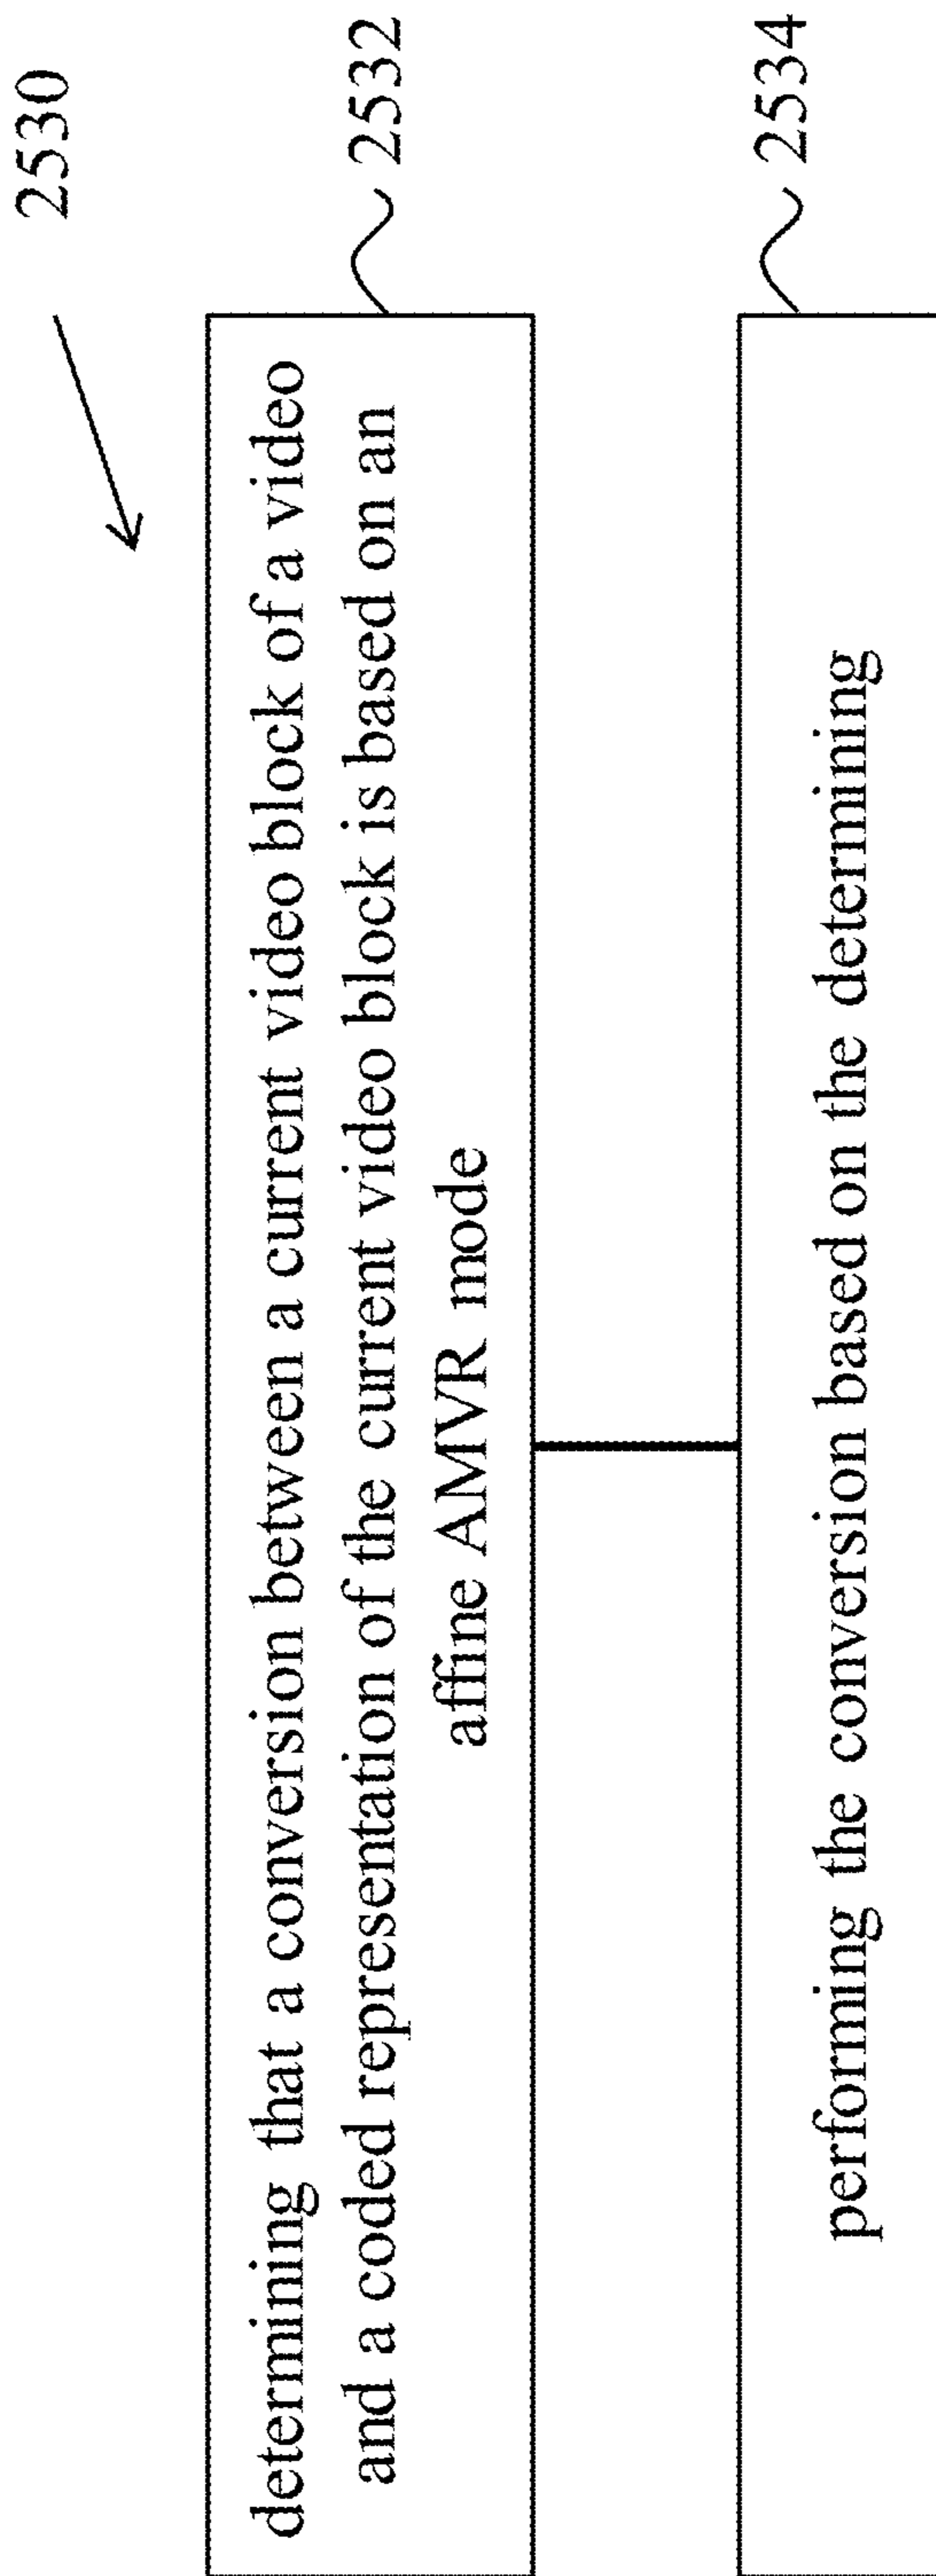 2530
determining that a conversion between a current video block of a video
and a coded representation of the current video block is based on an
affine AMVR mode
2532
performing the conversion based on the determining
2534